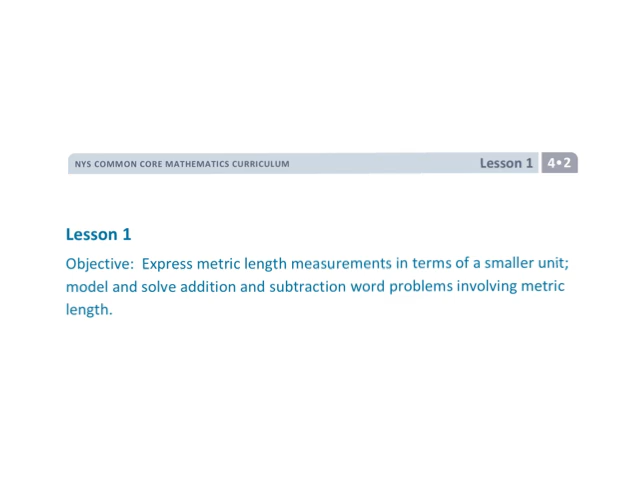 NYS COMMON CORE MATHEMATICS CURRICULUM Lesson 1 4•2
Lesson 1
Objective: Express metric length measurements in terms of a smaller unit;
model and solve addition and subtraction word problems involving metric
length.